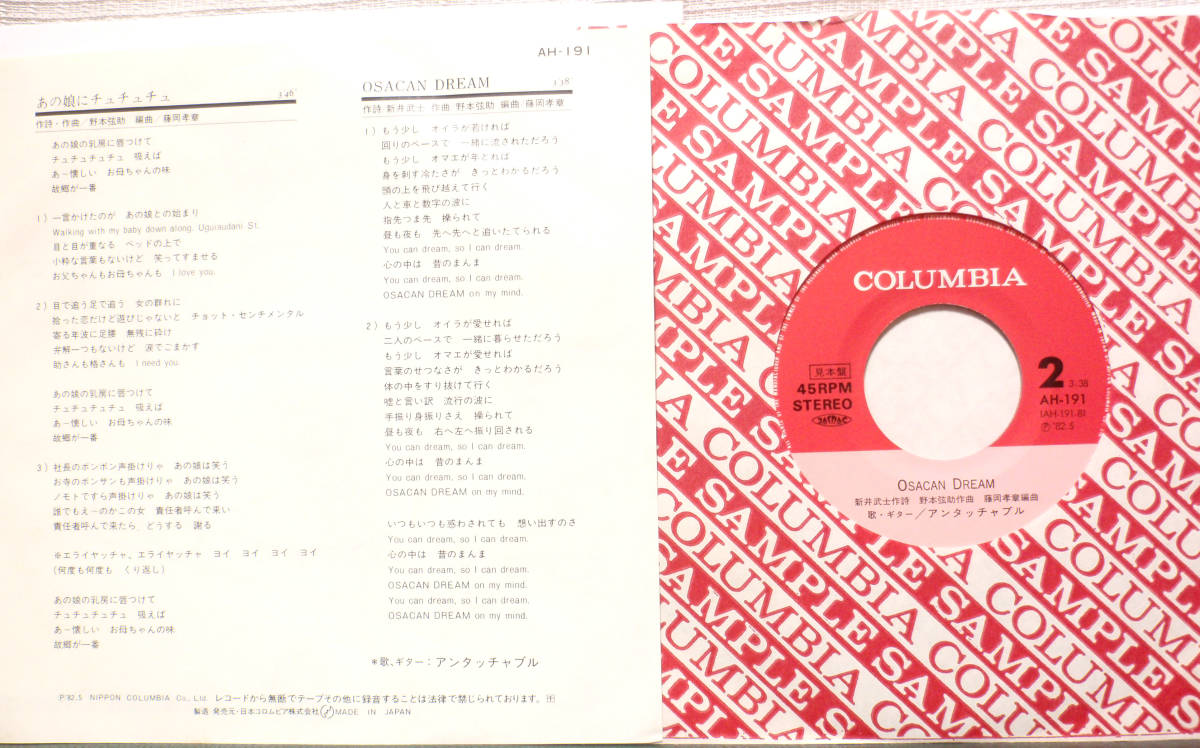 AH-191
あの娘にチュチュチュ 3'46"
作詩・作曲/野本弦助 編曲/藤岡孝章
あの娘の乳房に唇つけて
チュチュチュチュ 吸えば
あ〜懐しい お母ちゃんの味
故郷が一番
1) 一言かけたのが あの娘との始まり
Walking with my baby down along. Uguisudani St.
目と目が重なる ベッドの上で
小粋な言葉もないけど 笑ってすませる
お父ちゃんもお母ちゃんも I love you.
2) 目で追う足で追う 女の群れに
拾った恋だけど遊びじゃないと チョット・センチメンタル
寄る年波に足腰 無残に砕け
弁解一つもないけど 涙でごまかす
助さんも格さんも I need you.
あの娘の乳房に唇つけて
チュチュチュチュ 吸えば
あ〜懐しい お母ちゃんの味
故郷が一番
3) 社長のボンボン声掛けりゃ あの娘は笑う
お寺のボンサンも声掛けりゃ あの娘は笑う
ノモトですら声掛けりゃ あの娘は笑う
誰でもえ〜のかこの女 責任者呼んで来い
責任者呼んで来たら どうする 謝る
※エライヤッチャ、エライヤッチャ ヨイ ヨイ ヨイ ヨイ
(何度も何度も くり返し)
あの娘の乳房に唇つけて
チュチュチュチュ 吸えば
あ〜懐しい お母ちゃんの味
故郷が一番
OSACAN DREAM 3'38"
作詩 新井武士 作曲 野本弦助 編曲 藤岡孝章
1) もう少し オイラが若ければ
回りのペースで 一緒に流されただろう
もう少し オマエが年とれば
身を刺す冷たさが きっとわかるだろう
頭の上を飛び越えて行く
人と車と数字の波に
指先つま先 操られて
昼も夜も 先へ先へと追いたてられる
You can dream, so I can dream.
心の中は 昔のまんま
You can dream, so I can dream.
OSACAN DREAM on my mind.
2) もう少し オイラが愛せれば
二人のペースで 一緒に暮らせただろう
もう少し オマエが愛せれば
言葉のせつなさが きっとわかるだろう
体の中をすり抜けて行く
嘘と言い訳 流行の波に
手振り身振りさえ 操られて
昼も夜も 右へ左へ振り回される
You can dream, so I can dream.
心の中は 昔のまんま
You can dream, so I can dream.
OSACAN DREAM on my mind.
いつもいつも惑わされても 想い出すのさ
You can dream, so I can dream.
心の中は 昔のまんま
You can dream, so I can dream.
OSACAN DREAM on my mind.
You can dream, so I can dream.
OSACAN DREAM on my mind.
*歌、ギター:アンタッチャブル
Ⓟ'82.5 NIPPON COLUMBIA Co., Ltd. レコードから無断でテープその他に録音することは法律で禁じられております。
製造・発売元・日本コロムビア株式会社 MADE IN JAPAN
COLUMBIA
見本盤
45RPM
STEREO
JASRAC
2 3-38
AH-191
(AH-191-B)
Ⓟ '82.5
OSACAN DREAM
新井武士作詩 野本弦助作曲 藤岡孝章編曲
歌・ギター/アンタッチャブル
COLUMBIA SAMPLE COLUMBIA SAMPLE